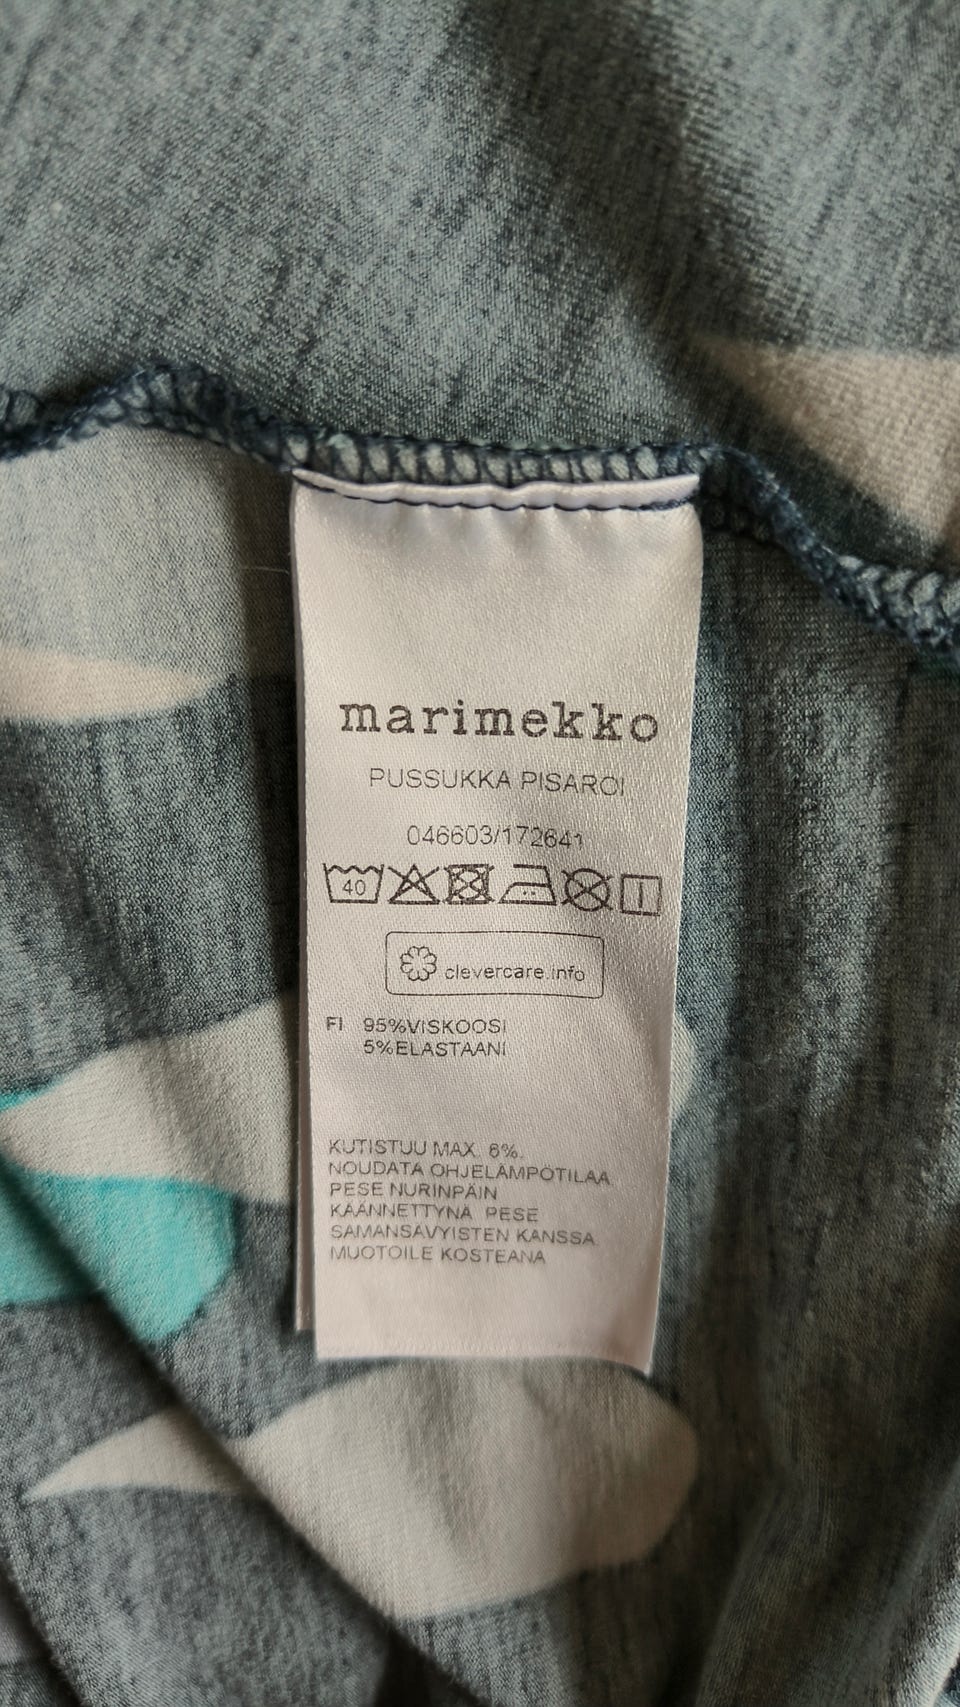 marimekko
PUSSUKKA PISAROI
046603/172641
40
clevercare.info
FI 95%VISKOOSI
5%ELASTAANI
KUTISTUU MAX. 6%.
NOUDATA OHJELÄMPÖTILAA
PESE NURINPÄIN
KÄÄNNETTYNÄ PESE
SAMANSÄVYISTEN KANSSA
MUOTOILE KOSTEANA